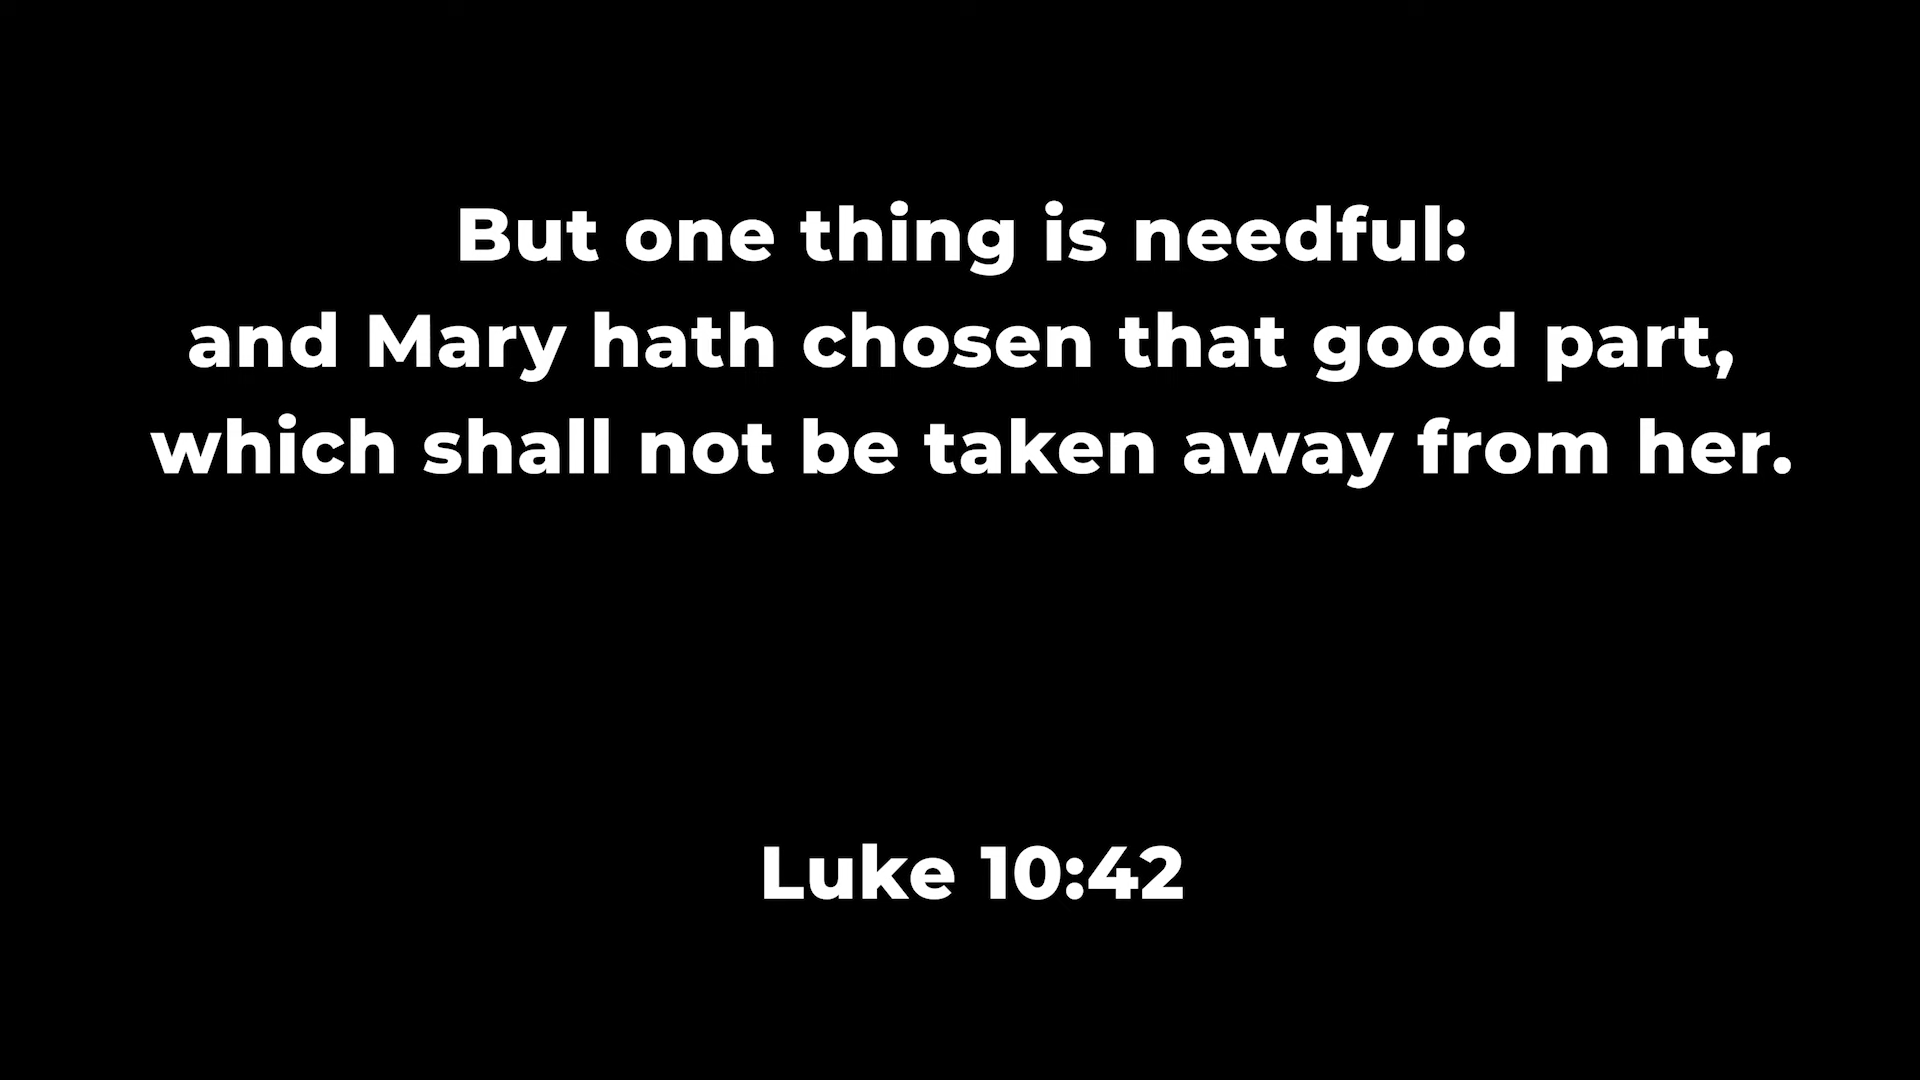 But one thing is needful:
and Mary hath chosen that good part,
which shall not be taken away from her.
Luke 10:42